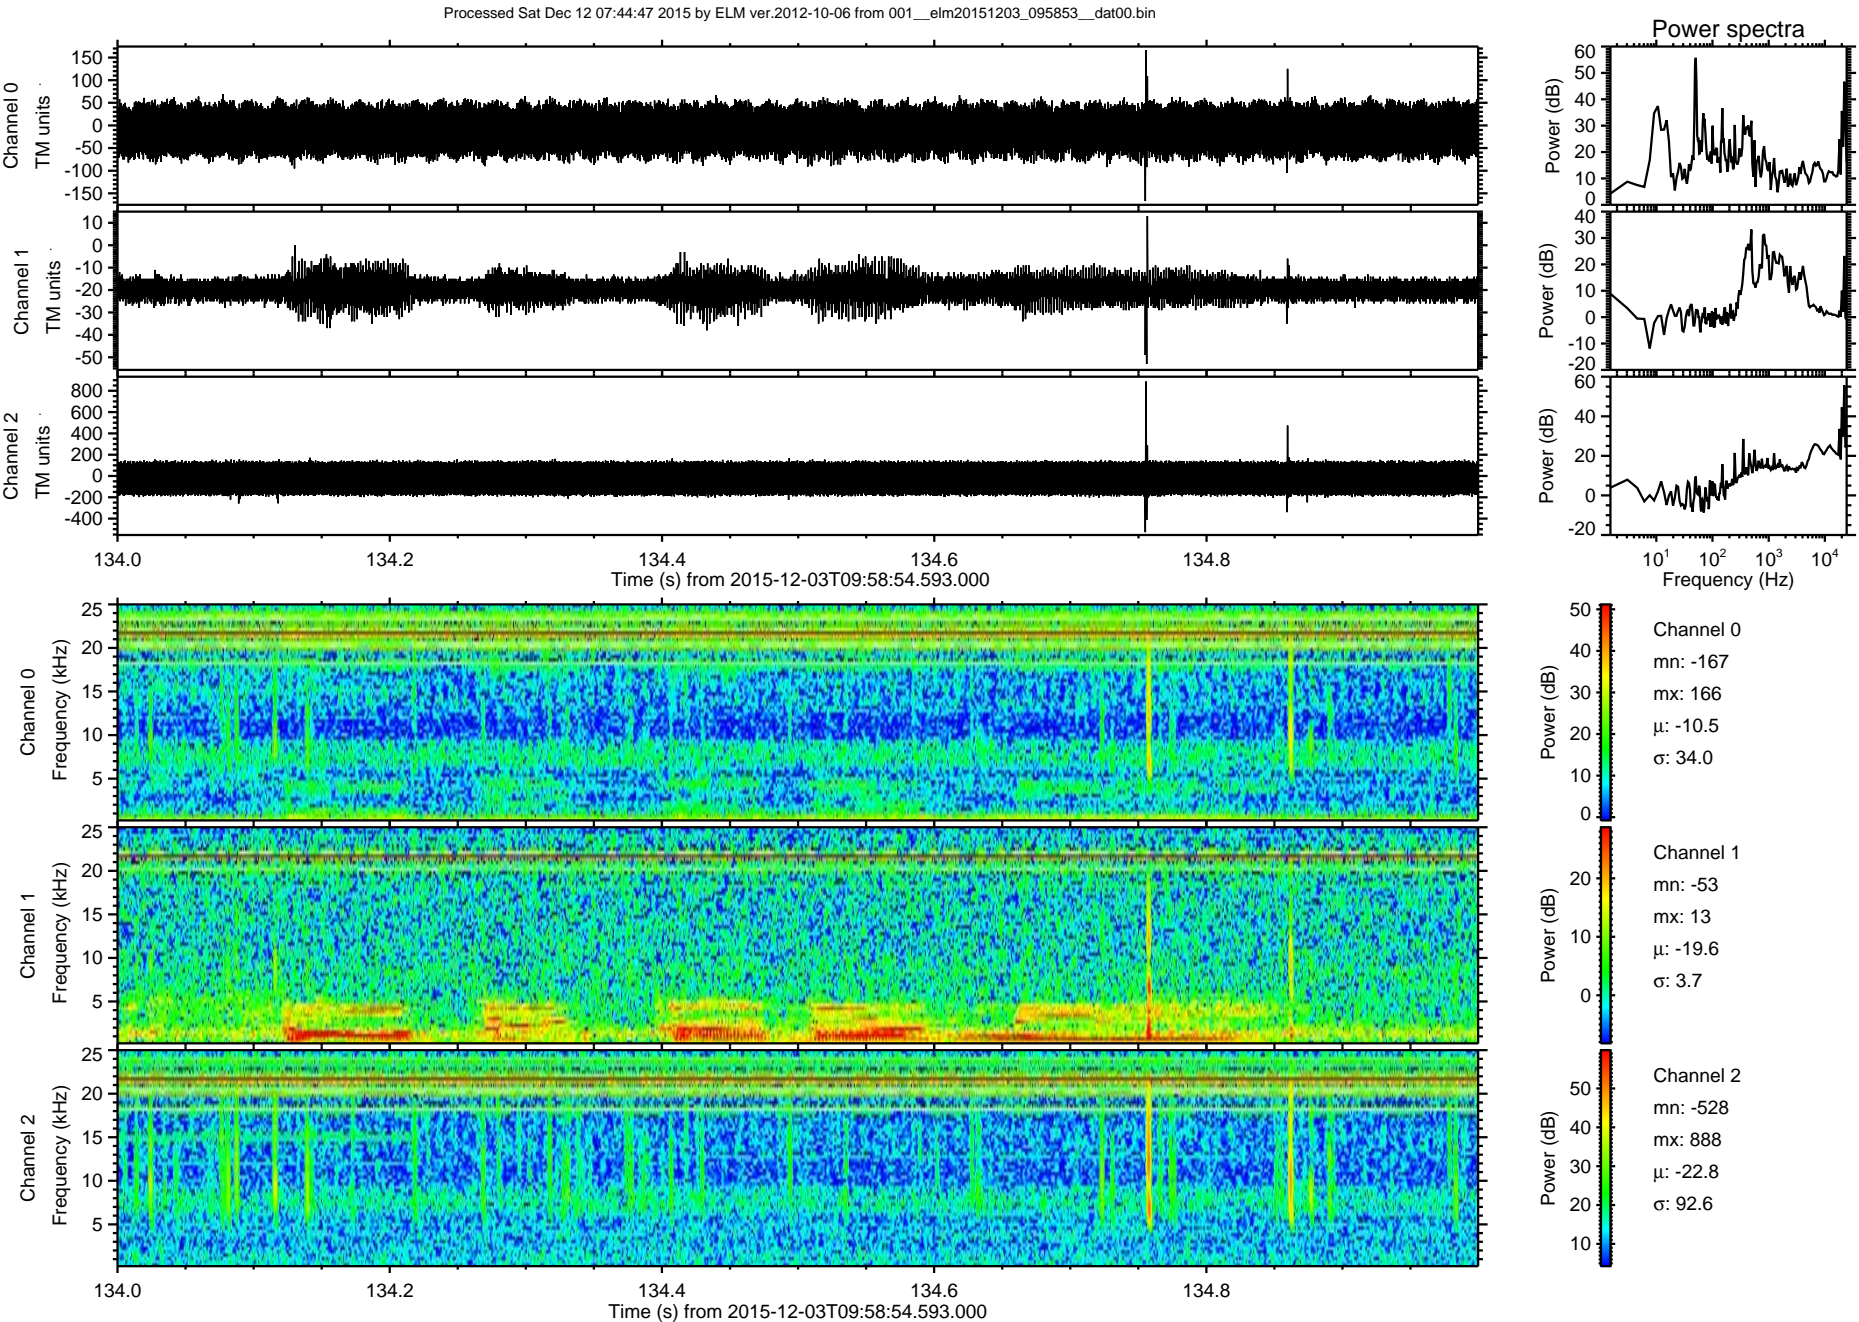 Processed Sat Dec 12 07:44:47 2015 by ELM ver.2012-10-06 from 001__elm20151203_095853__dat00.bin
Power spectra
Channel 0
TM units
150
100
50
0
-50
-100
-150
Power (dB)
60
50
40
30
20
10
0
Channel 1
TM units
10
0
-10
-20
-30
-40
-50
Power (dB)
40
30
20
10
0
-10
-20
Channel 2
TM units
800
600
400
200
0
-200
-400
Power (dB)
60
40
20
0
-20
134.0 134.2 134.4 134.6 134.8
Time (s) from 2015-12-03T09:58:54.593.000
10^1 10^2 10^3 10^4
Frequency (Hz)
Channel 0
Frequency (kHz)
25
20
15
10
5
Power (dB)
50
40
30
20
10
0
Channel 0
mn: -167
mx: 166
µ: -10.5
σ: 34.0
Channel 1
Frequency (kHz)
25
20
15
10
5
Power (dB)
20
10
0
Channel 1
mn: -53
mx: 13
µ: -19.6
σ: 3.7
Channel 2
Frequency (kHz)
25
20
15
10
5
Power (dB)
50
40
30
20
10
Channel 2
mn: -528
mx: 888
µ: -22.8
σ: 92.6
134.0 134.2 134.4 134.6 134.8
Time (s) from 2015-12-03T09:58:54.593.000